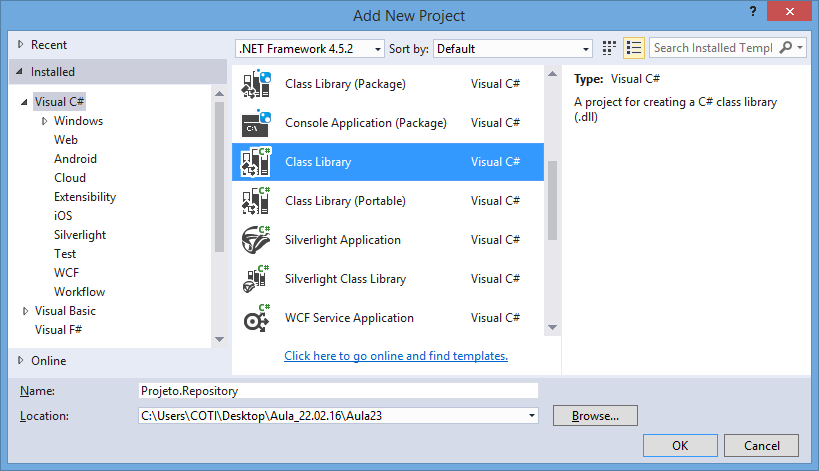 Add New Project
?
Recent
Installed
Visual C#
Windows
Web
Android
Cloud
Extensibility
iOS
Silverlight
Test
WCF
Workflow
Visual Basic
Visual F#
Online
.NET Framework 4.5.2
Sort by: Default
Search Installed Templ
Class Library (Package) Visual C#
Console Application (Package) Visual C#
Class Library Visual C#
Class Library (Portable) Visual C#
Silverlight Application Visual C#
Silverlight Class Library Visual C#
WCF Service Application Visual C#
Click here to go online and find templates.
Type: Visual C#
A project for creating a C# class library
(.dll)
Name: Projeto.Repository
Location: C:\Users\COTI\Desktop\Aula_22.02.16\Aula23
Browse...
OK Cancel